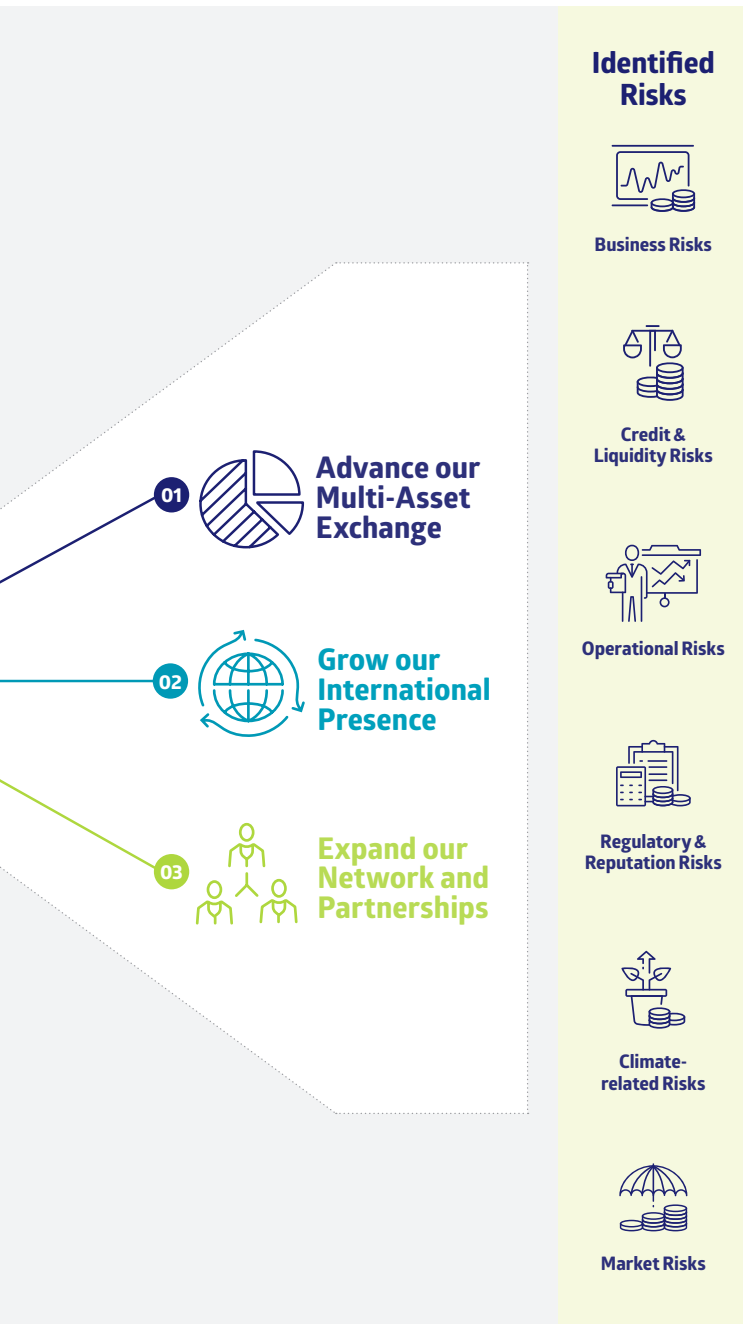 01
Advance our
Multi-Asset
Exchange
02
Grow our
International
Presence
03
Expand our
Network and
Partnerships
Identified
Risks
Business Risks
Credit &
Liquidity Risks
Operational Risks
Regulatory &
Reputation Risks
Climate-
related Risks
Market Risks